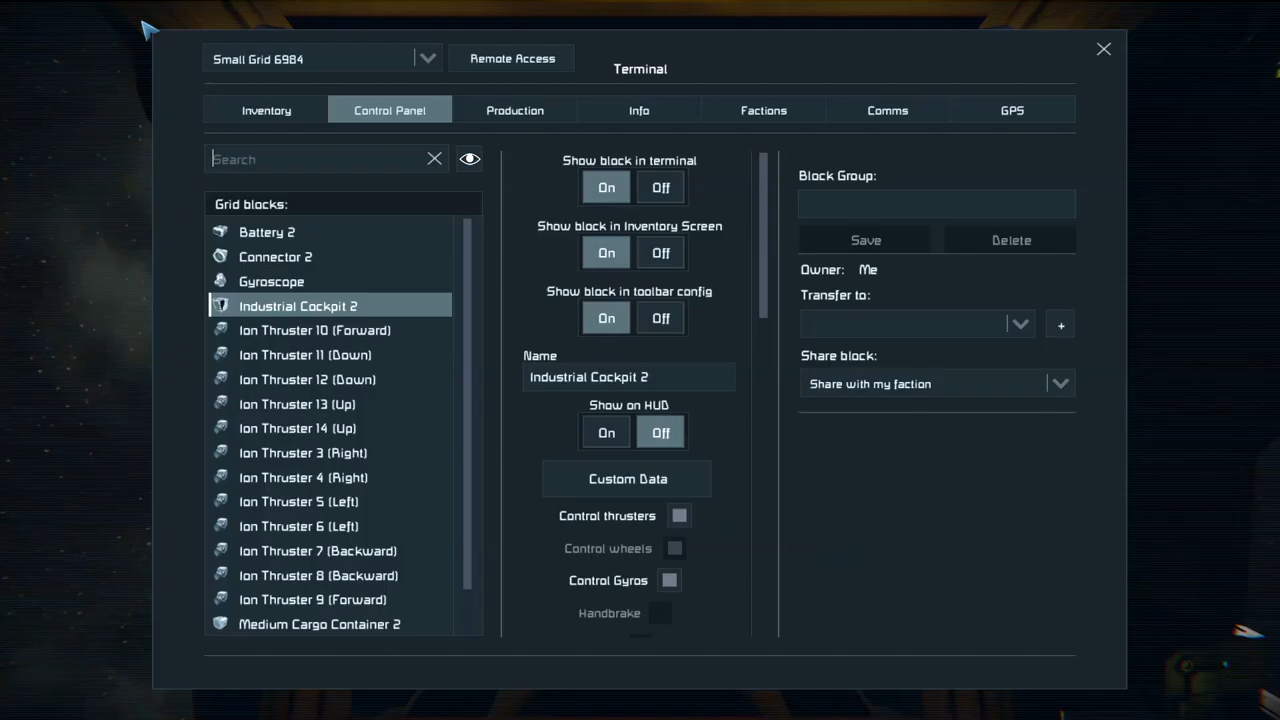 Small Grid 6984
Remote Access
Terminal
Inventory
Control Panel
Production
Info
Factions
Comms
GPS
Search
Grid blocks:
Battery 2
Connector 2
Gyroscope
Industrial Cockpit 2
Ion Thruster 10 (Forward)
Ion Thruster 11 (Down)
Ion Thruster 12 (Down)
Ion Thruster 13 (Up)
Ion Thruster 14 (Up)
Ion Thruster 3 (Right)
Ion Thruster 4 (Right)
Ion Thruster 5 (Left)
Ion Thruster 6 (Left)
Ion Thruster 7 (Backward)
Ion Thruster 8 (Backward)
Ion Thruster 9 (Forward)
Medium Cargo Container 2
Show block in terminal
On Off
Show block in Inventory Screen
On Off
Show block in toolbar config
On Off
Name
Industrial Cockpit 2
Show on HUD
On Off
Custom Data
Control thrusters
Control wheels
Control Gyros
Handbrake
Block Group:
Save
Delete
Owner: Me
Transfer to:
+
Share block:
Share with my faction